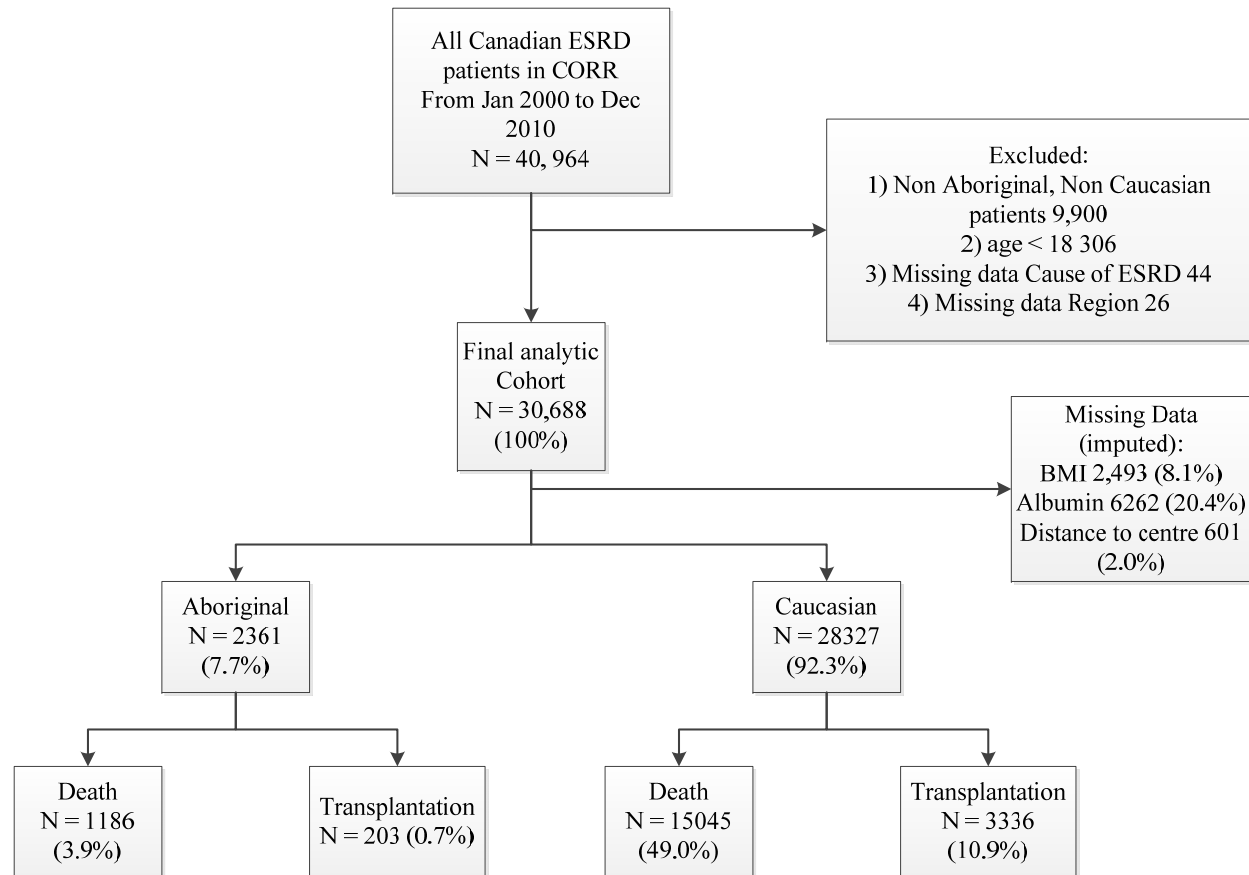 All Canadian ESRD
patients in CORR
From Jan 2000 to Dec
2010
N = 40, 964
Excluded:
1) Non Aboriginal, Non Caucasian
patients 9,900
2) age < 18 306
3) Missing data Cause of ESRD 44
4) Missing data Region 26
Final analytic
Cohort
N = 30,688
(100%)
Missing Data
(imputed):
BMI 2,493 (8.1%)
Albumin 6262 (20.4%)
Distance to centre 601
(2.0%)
Aboriginal
N = 2361
(7.7%)
Caucasian
N = 28327
(92.3%)
Death
N = 1186
(3.9%)
Transplantation
N = 203 (0.7%)
Death
N = 15045
(49.0%)
Transplantation
N = 3336
(10.9%)